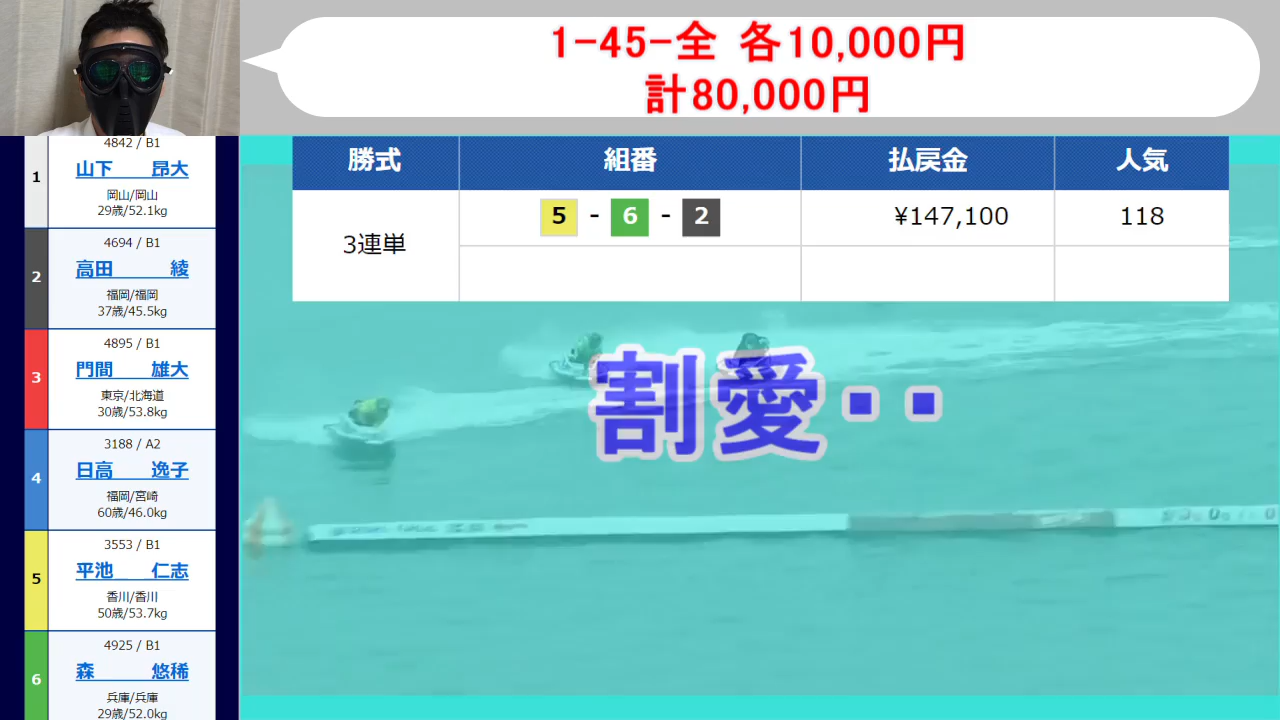 1-45-全 各10,000円
計80,000円
勝式 組番 払戻金 人気
3連単 5 - 6 - 2 ¥147,100 118
割愛‥
1
4842 / B1
山下 昂大
岡山/岡山
29歳/52.1kg
2
4694 / B1
高田 綾
福岡/福岡
37歳/45.5kg
3
4895 / B1
門間 雄大
東京/北海道
30歳/53.8kg
4
3188 / A2
日高 逸子
福岡/宮崎
60歳/46.0kg
5
3553 / B1
平池 仁志
香川/香川
50歳/53.7kg
6
4925 / B1
森 悠稀
兵庫/兵庫
29歳/52.0kg